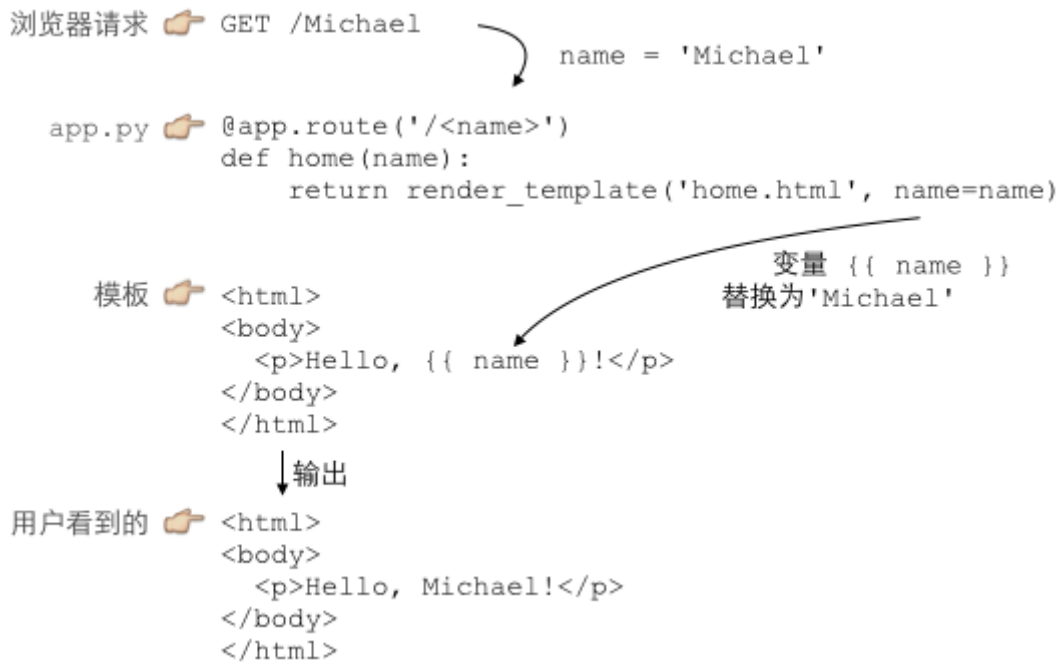 浏览器请求 GET /Michael
name = 'Michael'
app.py @app.route('/<name>')
def home(name):
return render_template('home.html', name=name)
变量 {{ name }}
替换为'Michael'
模板 <html>
<body>
<p>Hello, {{ name }}!</p>
</body>
</html>
输出
用户看到的 <html>
<body>
<p>Hello, Michael!</p>
</body>
</html>